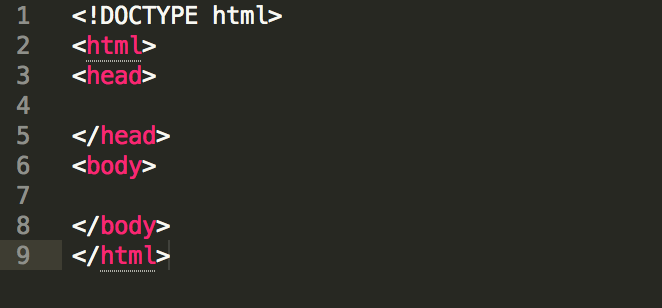 1 <!DOCTYPE html>
2 <html>
3 <head>
4
5 </head>
6 <body>
7
8 </body>
9 </html>